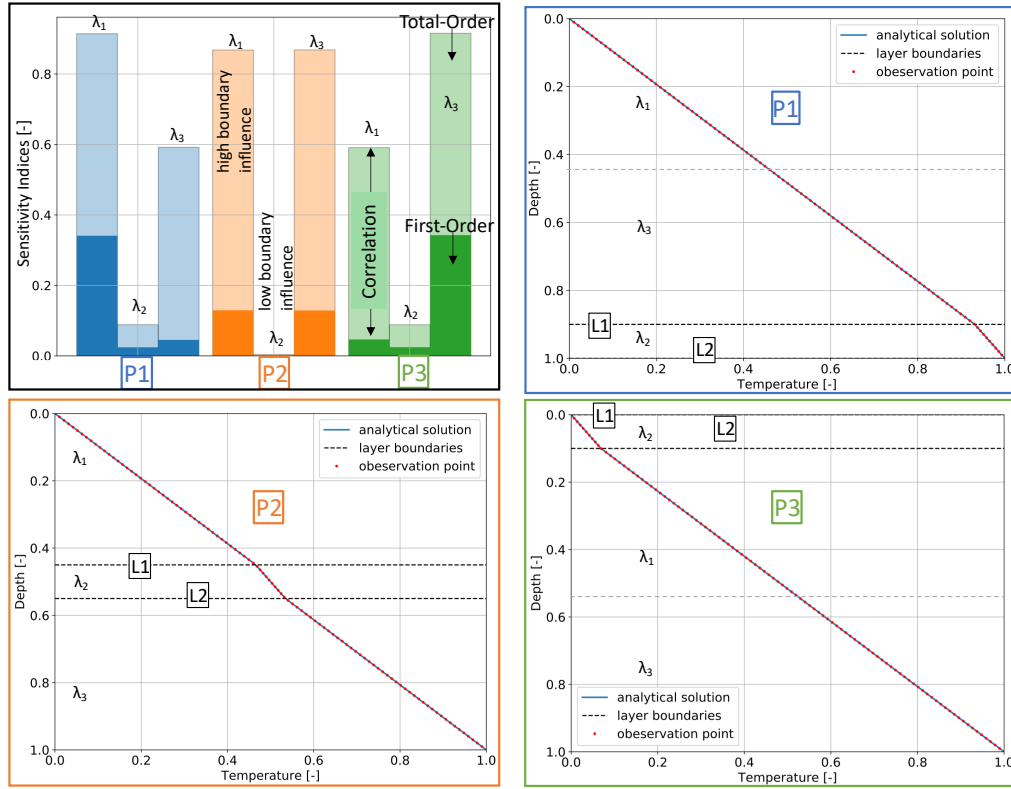 Sensitivity Indices [-]
0.8
0.6
0.4
0.2
0.0
λ1
λ2
λ3
P1
λ1
high boundary
influence
low boundary
influence
λ2
λ3
P2
λ1
Correlation
λ2
Total-Order
λ3
First-Order
P3
0.0
0.2
0.4
0.6
0.8
1.0
Depth [-]
analytical solution
layer boundaries
obeservation point
λ1
P1
λ3
L1
λ2
L2
0.0 0.2 0.4 0.6 0.8 1.0
Temperature [-]
0.0
0.2
0.4
0.6
0.8
1.0
Depth [-]
analytical solution
layer boundaries
obeservation point
λ1
P2
L1
λ2
L2
λ3
0.0 0.2 0.4 0.6 0.8 1.0
Temperature [-]
0.0
0.2
0.4
0.6
0.8
1.0
Depth [-]
L1
λ2
L2
P3
λ1
λ3
analytical solution
layer boundaries
obeservation point
0.0 0.2 0.4 0.6 0.8 1.0
Temperature [-]